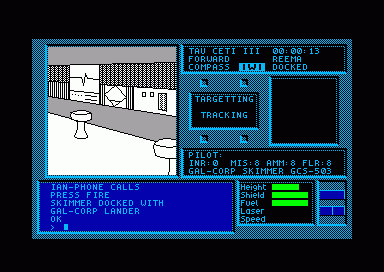 TAU CETI III 00:00:13
FORWARD REEMA
COMPASS IWI DOCKED
TARGETTING
TRACKING
PILOT:
INR:0 MIS:8 AMM:8 FLR:8
GAL-CORP SKIMMER GCS-503
IAN-PHONE CALLS
PRESS FIRE
SKIMMER DOCKED WITH
GAL-CORP LANDER
OK
>
Height
Shield
Fuel
Laser
Speed